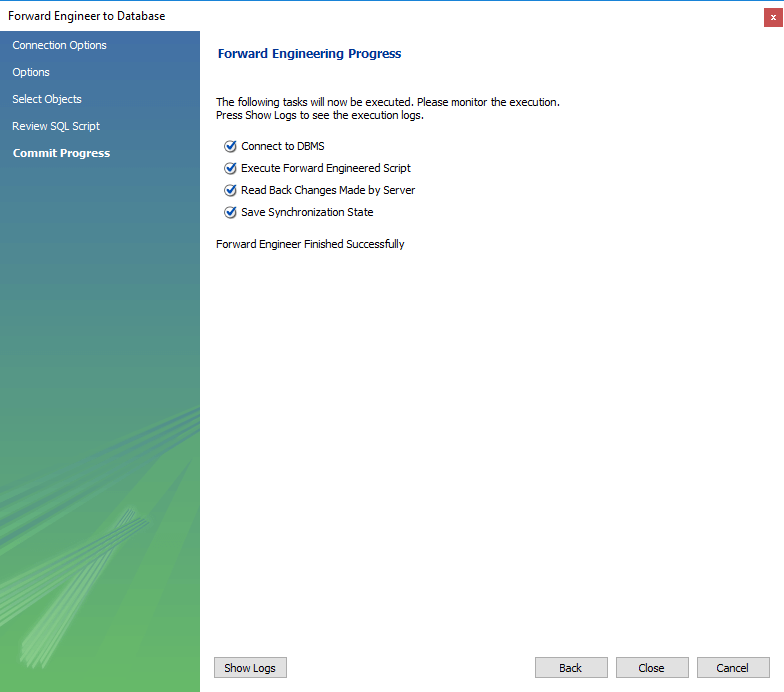 Forward Engineer to Database
x
Connection Options
Options
Select Objects
Review SQL Script
Commit Progress
Forward Engineering Progress
The following tasks will now be executed. Please monitor the execution.
Press Show Logs to see the execution logs.
Connect to DBMS
Execute Forward Engineered Script
Read Back Changes Made by Server
Save Synchronization State
Forward Engineer Finished Successfully
Show Logs
Back
Close
Cancel